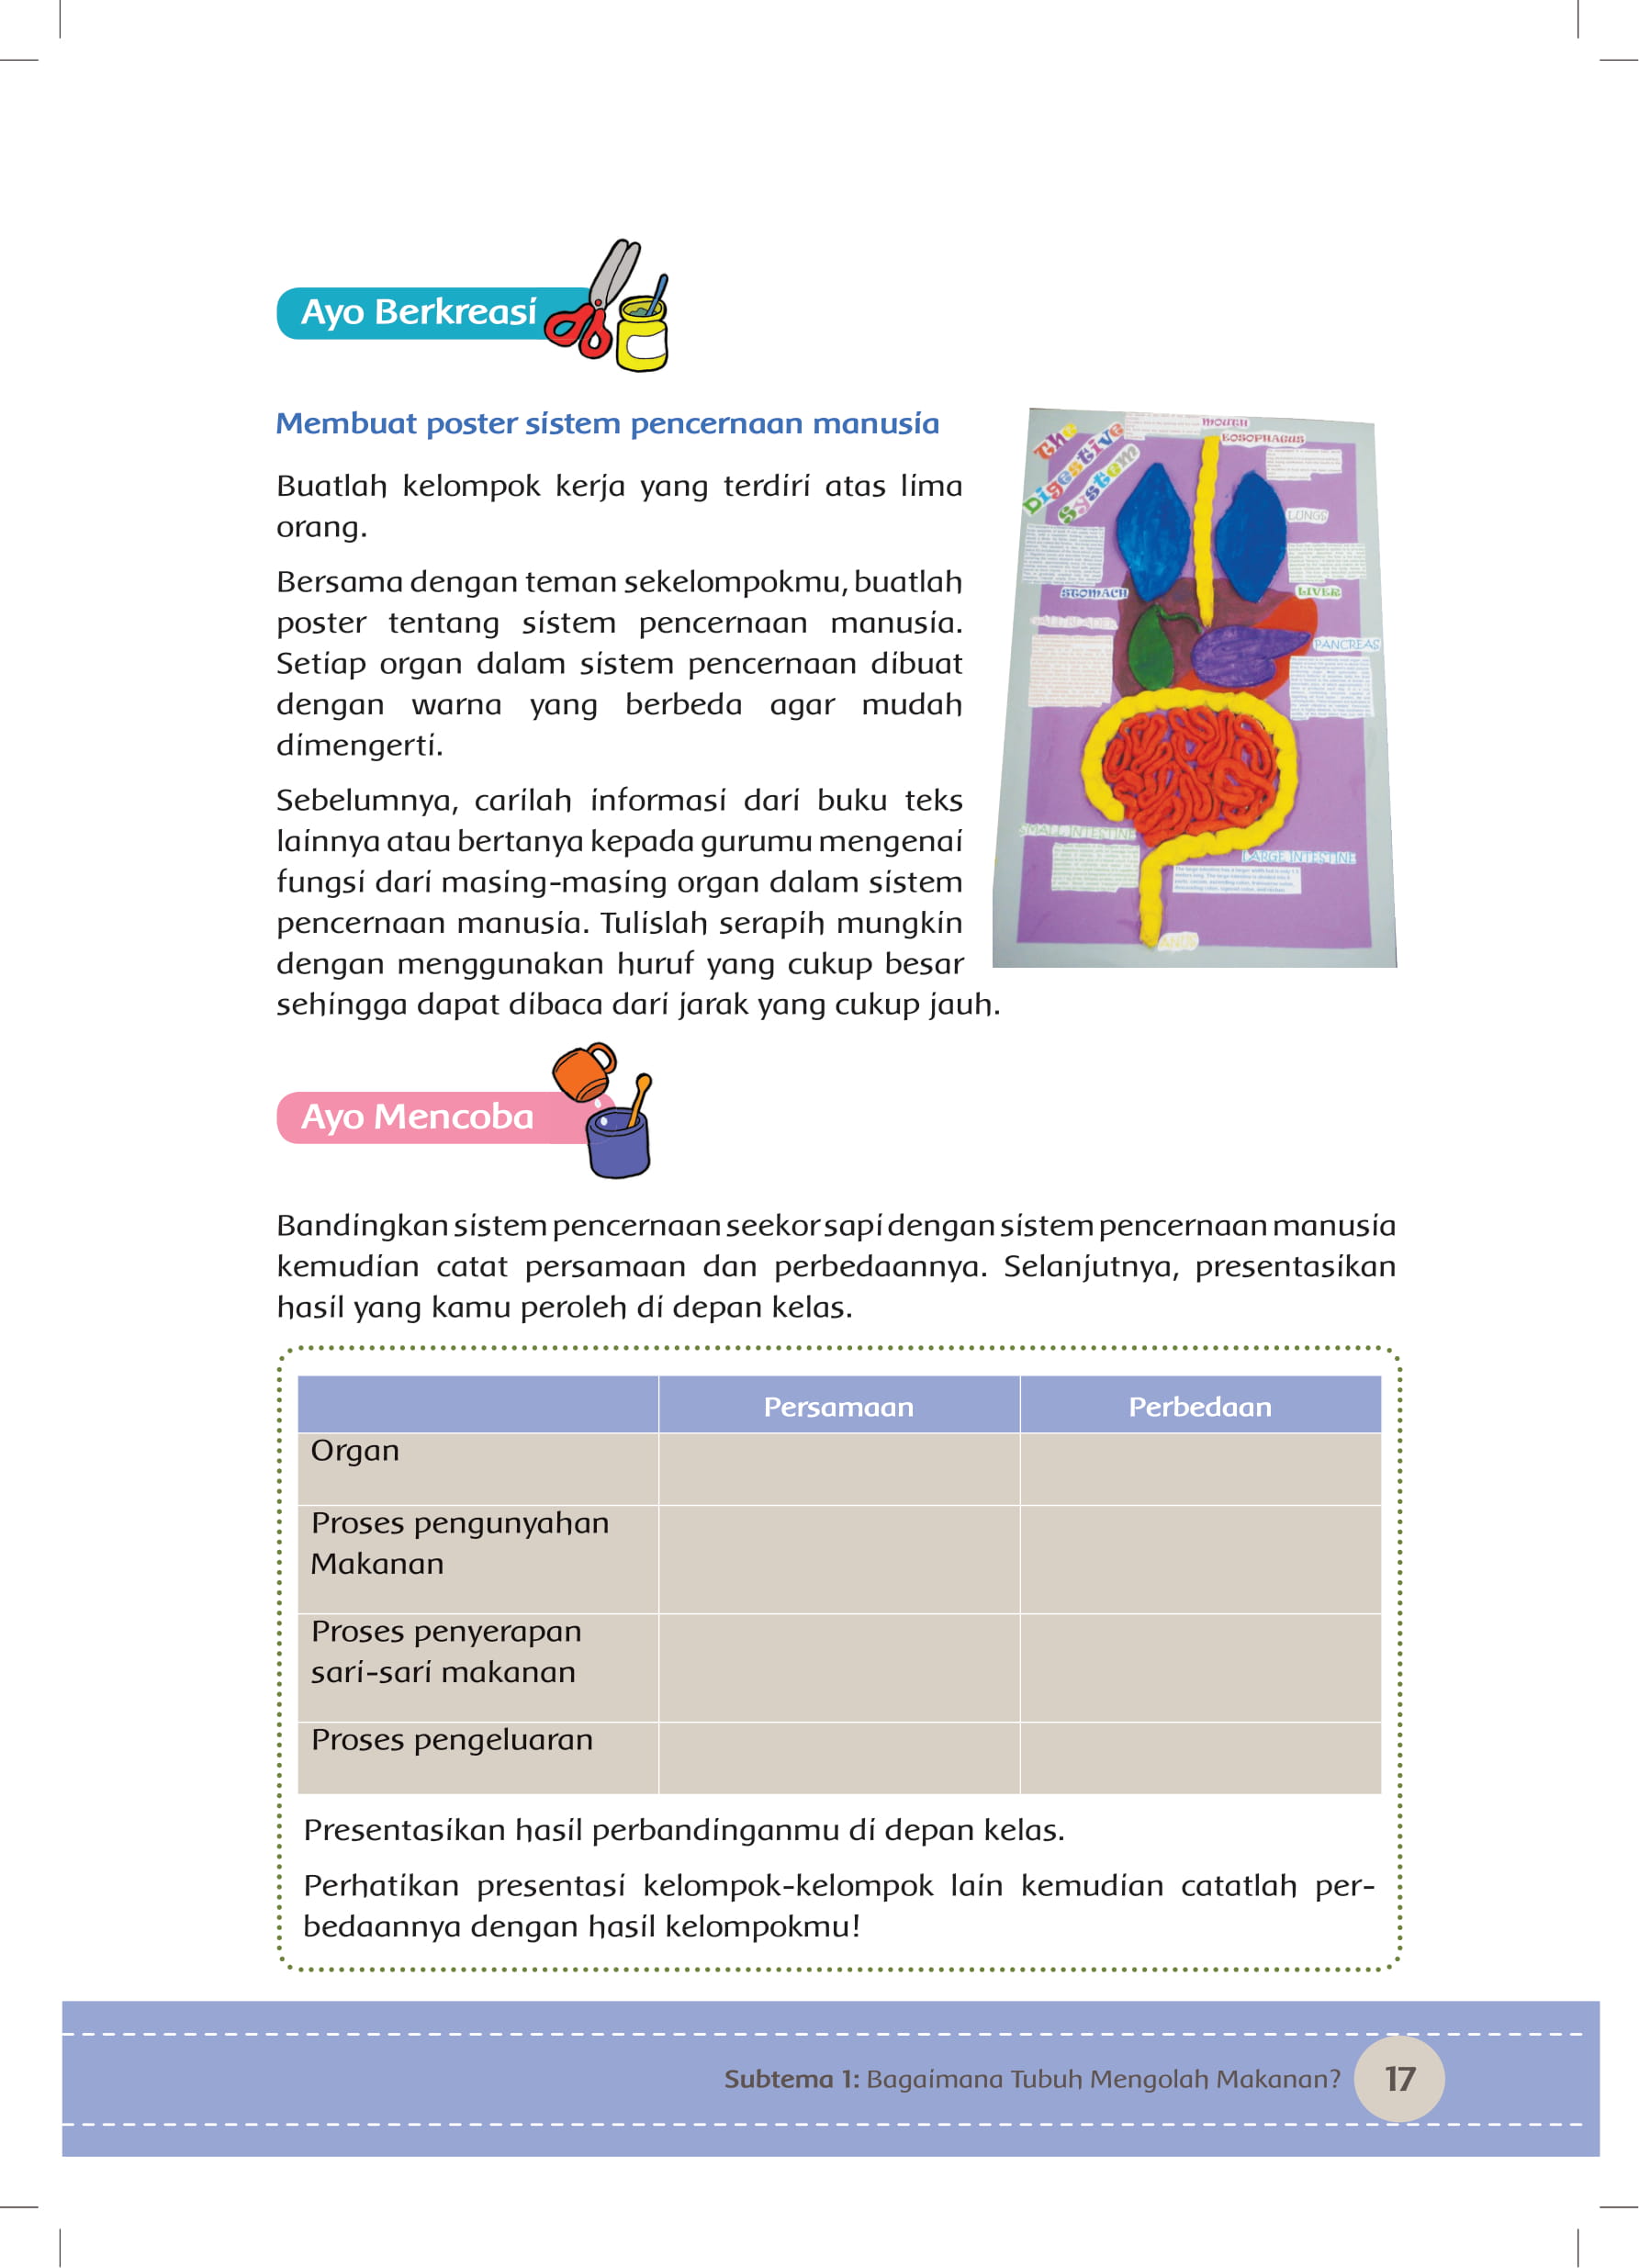 Ayo Berkreasi
Membuat poster sistem pencernaan manusia
Buatlah kelompok kerja yang terdiri atas lima
orang.
Bersama dengan teman sekelompokmu, buatlah
poster tentang sistem pencernaan manusia.
Setiap organ dalam sistem pencernaan dibuat
dengan warna yang berbeda agar mudah
dimengerti.
Sebelumnya, carilah informasi dari buku teks
lainnya atau bertanya kepada gurumu mengenai
fungsi dari masing-masing organ dalam sistem
pencernaan manusia. Tulislah serapih mungkin
dengan menggunakan huruf yang cukup besar
sehingga dapat dibaca dari jarak yang cukup jauh.
The
Digestive
System
MOUTH
EOSOPHAGUS
LUNGS
STOMACH
LIVER
PANCREAS
SMALL INTESTINE
LARGE INTESTINE
ANUS
Ayo Mencoba
Bandingkan sistem pencernaan seekor sapi dengan sistem pencernaan manusia
kemudian catat persamaan dan perbedaannya. Selanjutnya, presentasikan
hasil yang kamu peroleh di depan kelas.
Persamaan Perbedaan
Organ
Proses pengunyahan
Makanan
Proses penyerapan
sari-sari makanan
Proses pengeluaran
Presentasikan hasil perbandinganmu di depan kelas.
Perhatikan presentasi kelompok-kelompok lain kemudian catatlah per-
bedaannya dengan hasil kelompokmu!
Subtema 1: Bagaimana Tubuh Mengolah Makanan? 17